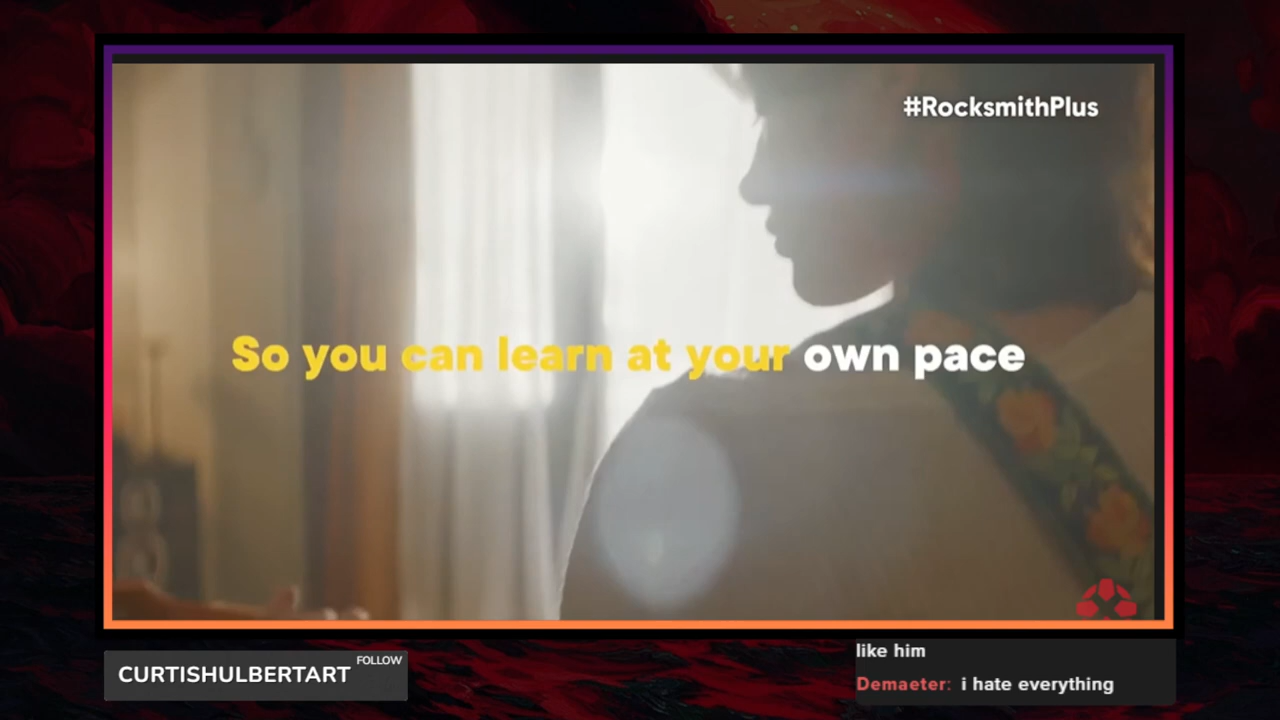 #RocksmithPlus
So you can learn at your own pace
CURTISHULBERTART
FOLLOW
like him
Demaeter: i hate everything